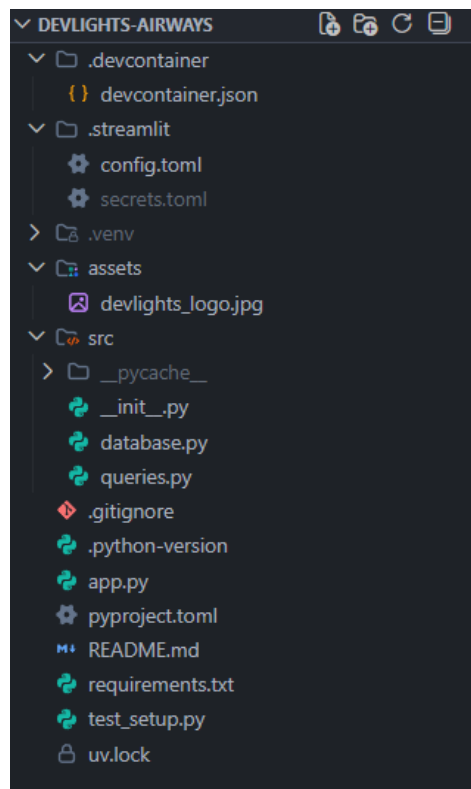 DEVLIGHTS-AIRWAYS
.devcontainer
{ } devcontainer.json
.streamlit
config.toml
secrets.toml
.venv
assets
devlights_logo.jpg
src
__pycache__
__init__.py
database.py
queries.py
.gitignore
.python-version
app.py
pyproject.toml
M↓ README.md
requirements.txt
test_setup.py
uv.lock